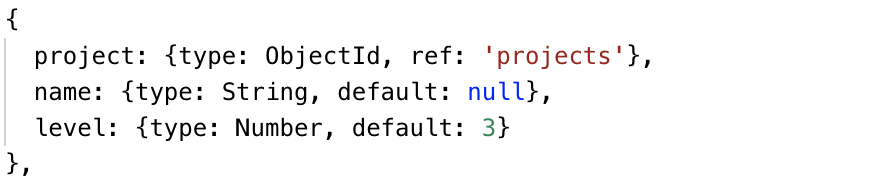 {
project: {type: ObjectId, ref: 'projects'},
name: {type: String, default: null},
level: {type: Number, default: 3}
},